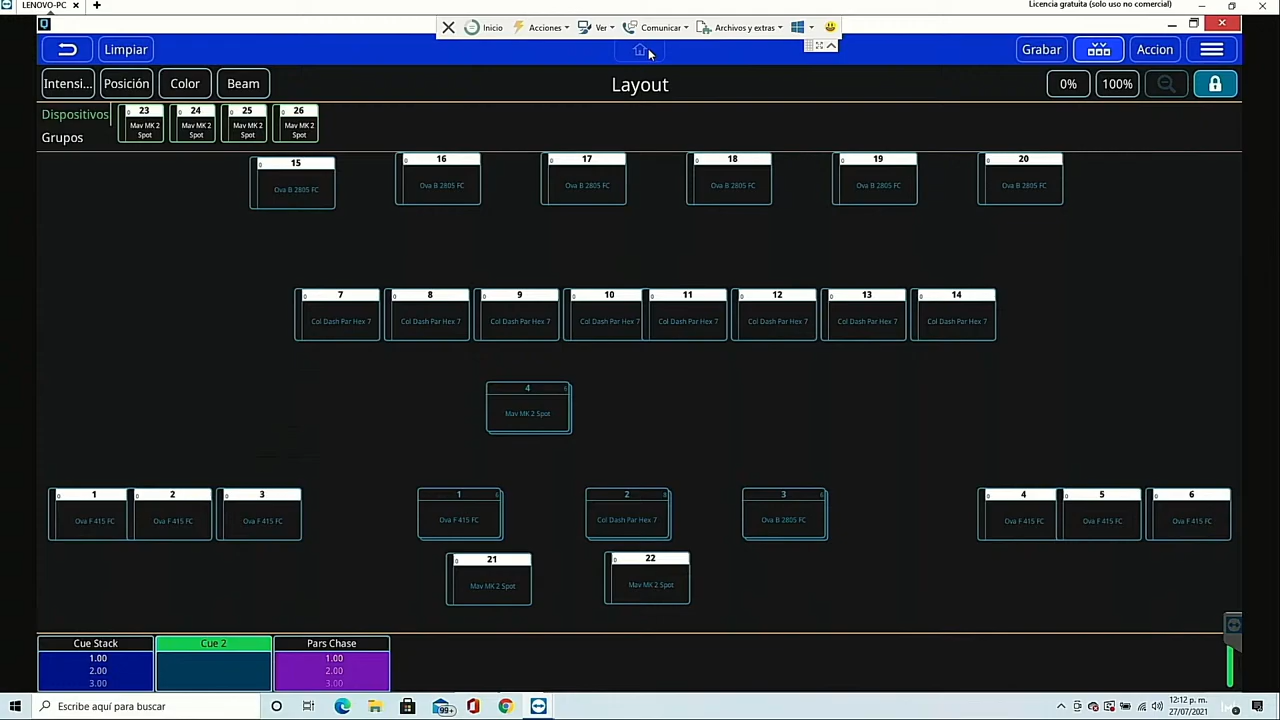 LENOVO-PC
Licencia gratuita (solo uso no comercial)
Inicio Acciones Ver Comunicar Archivos y extras
Limpiar Grabar Accion
Intensi... Posición Color Beam Layout 0% 100%
Dispositivos
Grupos
23 24 25 26
Mav MK 2 Spot Mav MK 2 Spot Mav MK 2 Spot Mav MK 2 Spot
15 16 17 18 19 20
Ova B 2805 FC Ova B 2805 FC Ova B 2805 FC Ova B 2805 FC Ova B 2805 FC Ova B 2805 FC
7 8 9 10 11 12 13 14
Col Dash Par Hex 7 Col Dash Par Hex 7 Col Dash Par Hex 7 Col Dash Par Hex 7 Col Dash Par Hex 7 Col Dash Par Hex 7 Col Dash Par Hex 7 Col Dash Par Hex 7
4
Mav MK 2 Spot
1 2 3 1 2 3 4 5 6
Ova F 415 FC Ova F 415 FC Ova F 415 FC Ova F 415 FC Col Dash Par Hex 7 Ova B 2805 FC Ova F 415 FC Ova F 415 FC Ova F 415 FC
21 22
Mav MK 2 Spot Mav MK 2 Spot
Cue Stack Cue 2 Pars Chase
1.00 1.00
2.00 2.00
3.00 3.00
Escribe aquí para buscar
99+
12:12 p. m.
27/07/2021